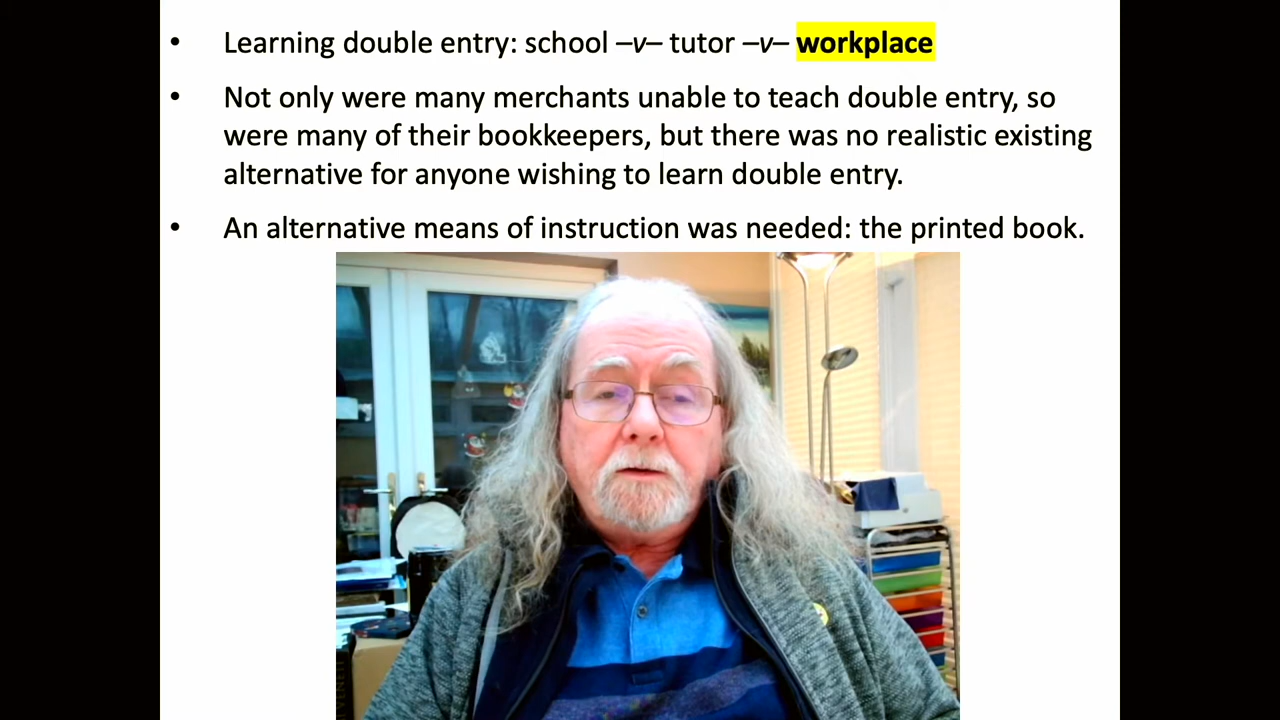 • Learning double entry: school –v– tutor –v– workplace
• Not only were many merchants unable to teach double entry, so
were many of their bookkeepers, but there was no realistic existing
alternative for anyone wishing to learn double entry.
• An alternative means of instruction was needed: the printed book.